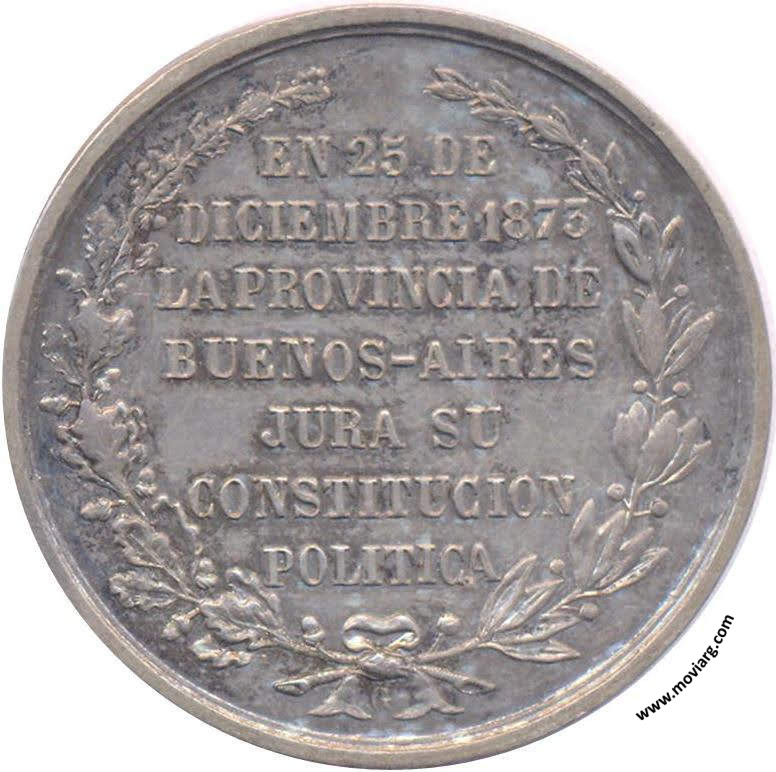 EN 25 DE
DICIEMBRE 1873
LA PROVINCIA DE
BUENOS-AIRES
JURA SU
CONSTITUCION
POLITICA
www.moviarg.com